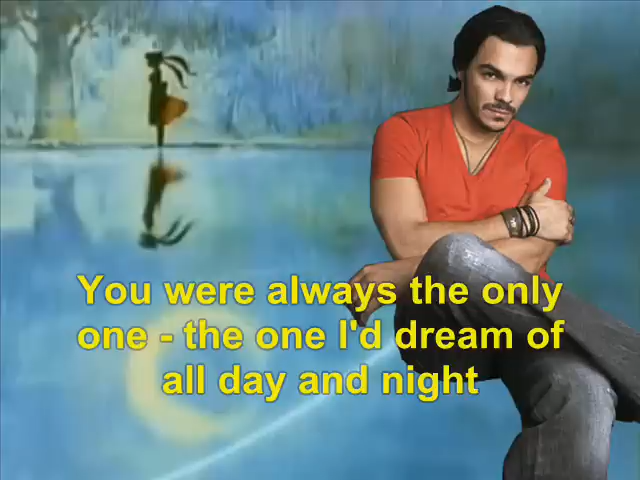 You were always the only
one - the one I'd dream of
all day and night